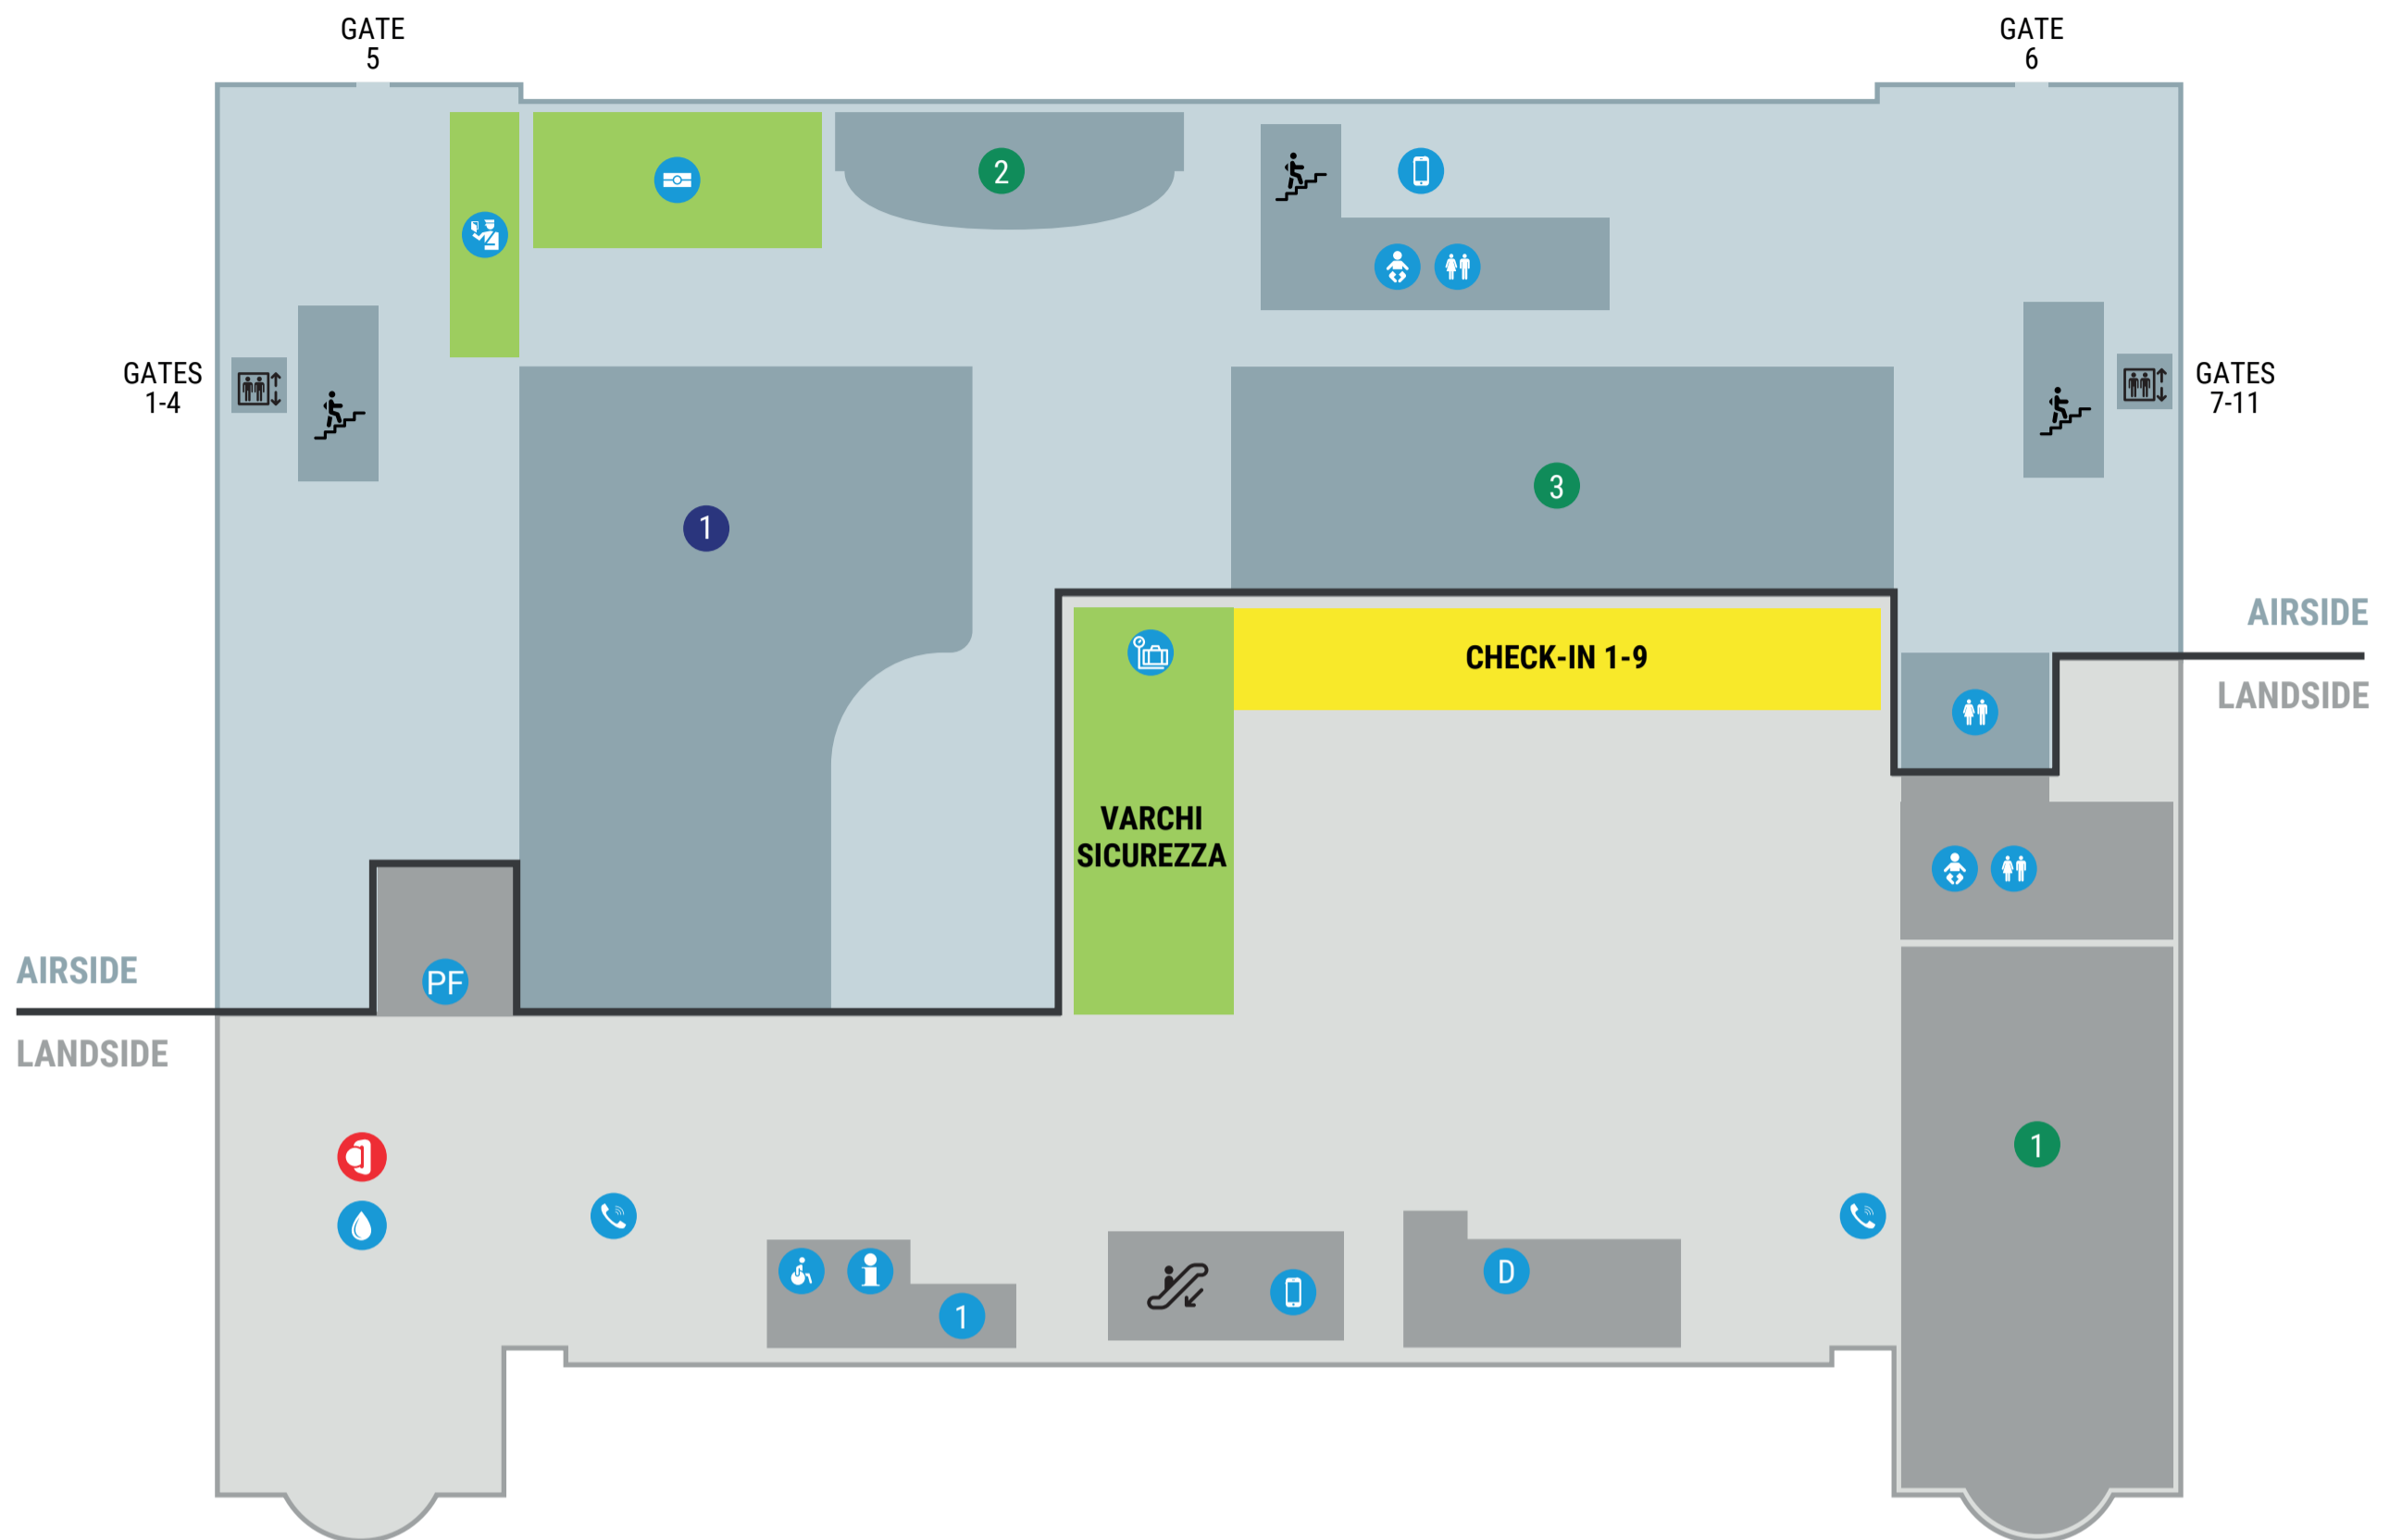 GATE
5
GATE
6
2
GATES
1-4
GATES
7-11
3
1
AIRSIDE
LANDSIDE
CHECK-IN 1-9
VARCHI
SICUREZZA
AIRSIDE
PF
LANDSIDE
1
D
1